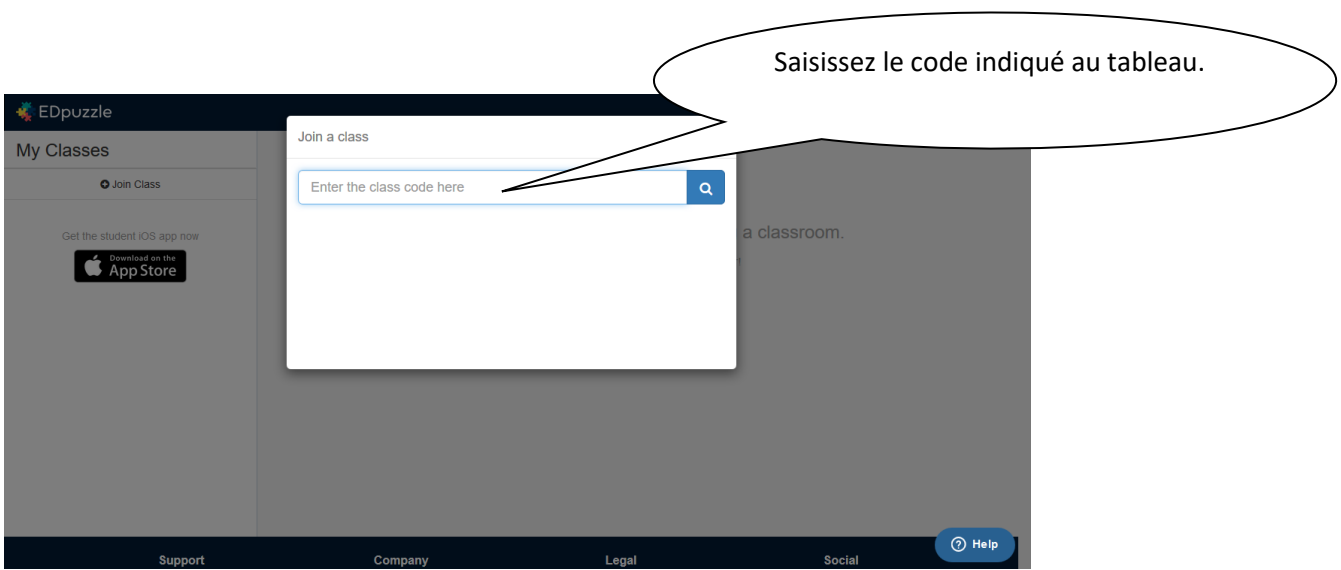 Saisissez le code indiqué au tableau.
EDpuzzle
My Classes
Join Class
Get the student iOS app now
Download on the
App Store
Join a class
Enter the class code here
a classroom.
Help
Support
Company
Legal
Social